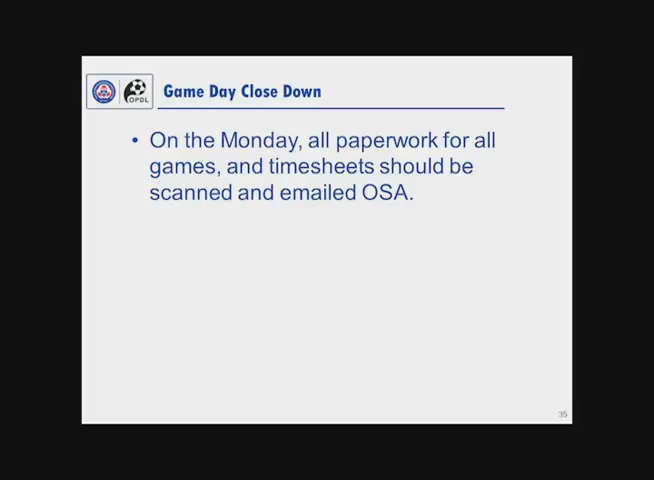 OPDL
Game Day Close Down
• On the Monday, all paperwork for all
games, and timesheets should be
scanned and emailed OSA.
35